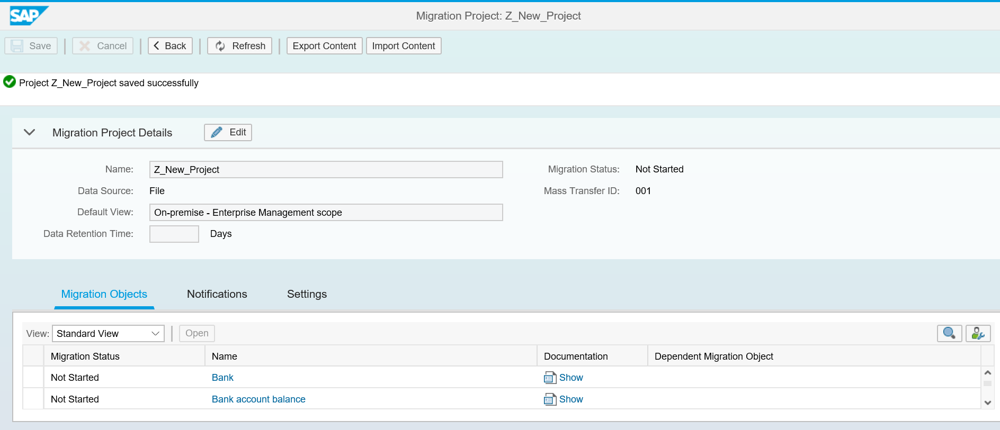 SAP
Migration Project: Z_New_Project
Save Cancel Back Refresh Export Content Import Content
Project Z_New_Project saved successfully
Migration Project Details Edit
Name: Z_New_Project Migration Status: Not Started
Data Source: File Mass Transfer ID: 001
Default View: On-premise - Enterprise Management scope
Data Retention Time: Days
Migration Objects Notifications Settings
View: Standard View Open
Migration Status Name Documentation Dependent Migration Object
Not Started Bank Show
Not Started Bank account balance Show